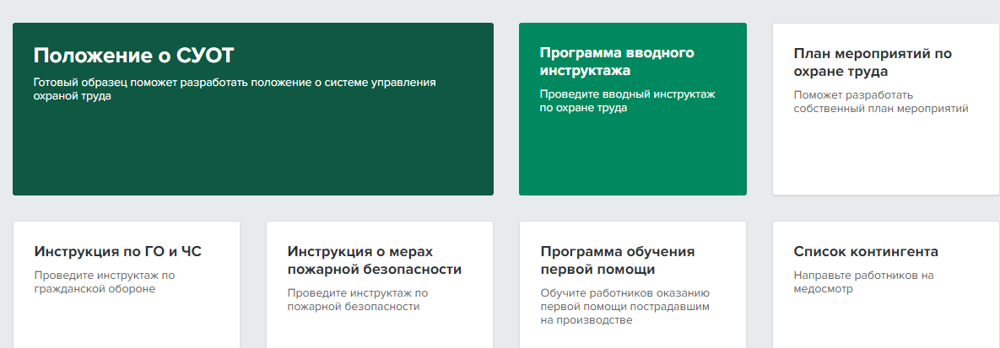 Положение о СУОТ
Готовый образец поможет разработать положение о системе управления
охраной труда
Программа вводного
инструктажа
Проведите вводный инструктаж
по охране труда
План мероприятий по
охране труда
Поможет разработать
собственный план мероприятий
Инструкция по ГО и ЧС
Проведите инструктаж по
гражданской обороне
Инструкция о мерах
пожарной безопасности
Проведите инструктаж по
пожарной безопасности
Программа обучения
первой помощи
Обучите работников оказанию
первой помощи пострадавшим
на производстве
Список контингента
Направьте работников на
медосмотр